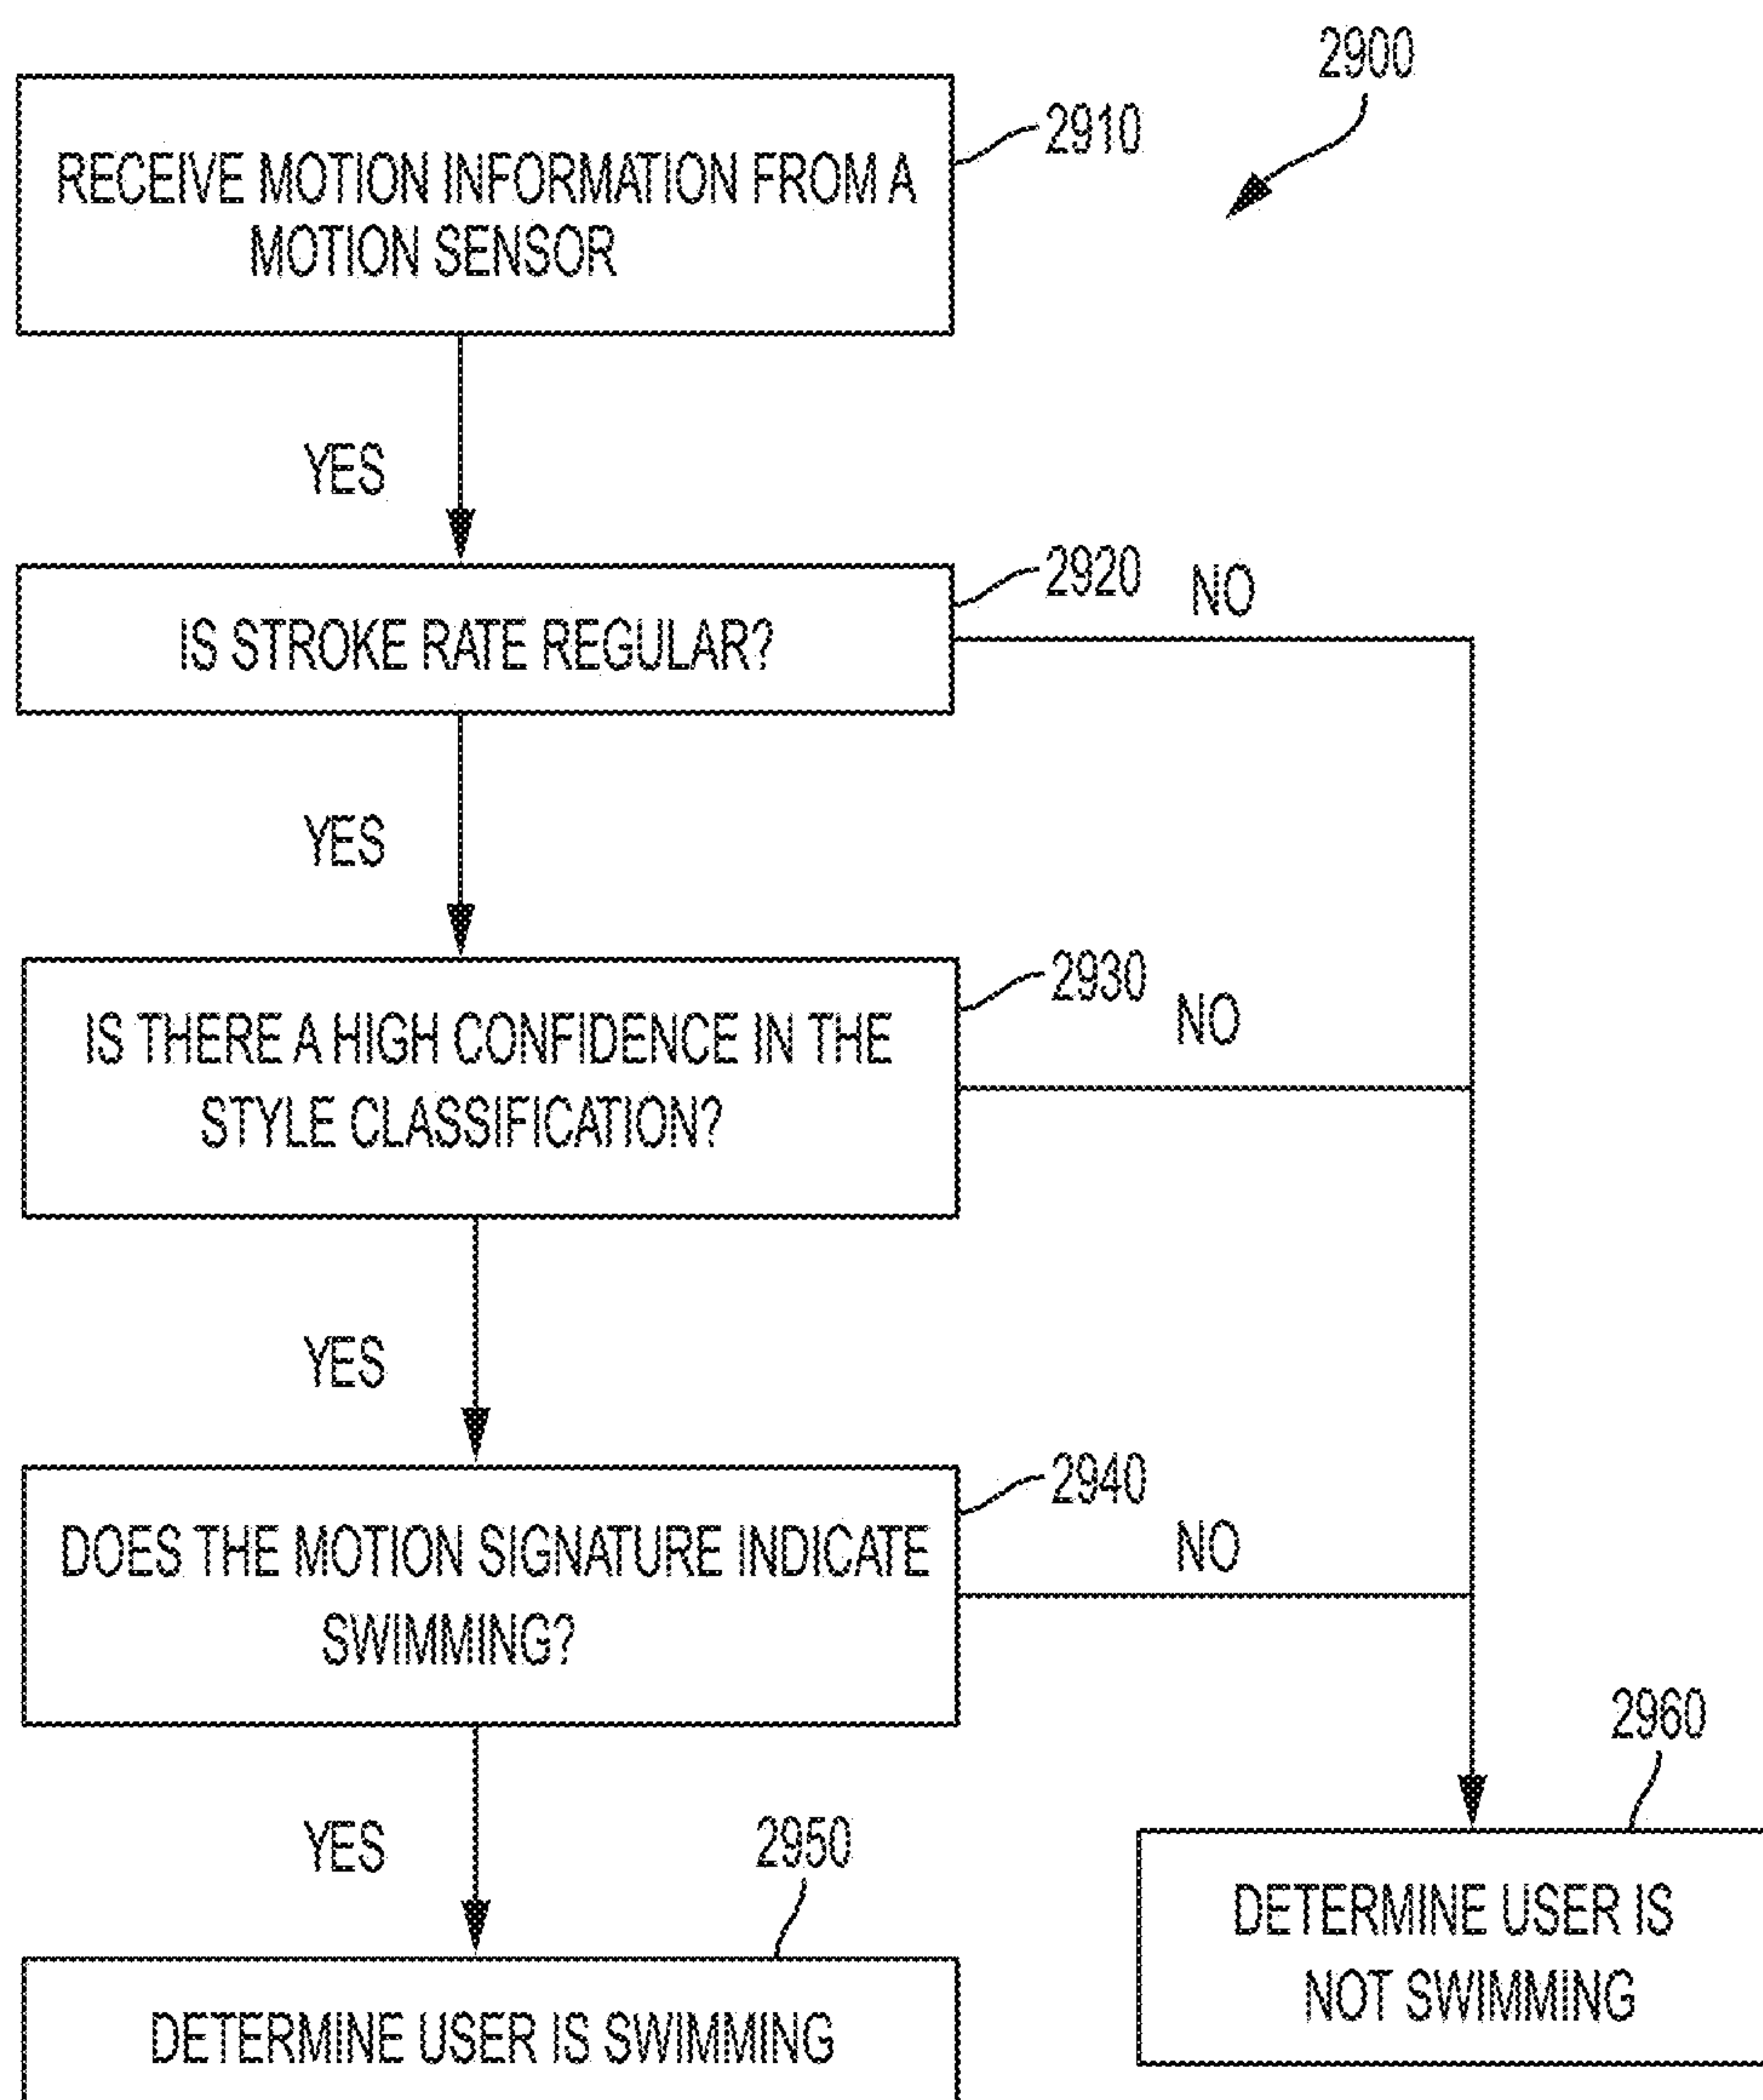 2900
2910
RECEIVE MOTION INFORMATION FROM A
MOTION SENSOR
YES
2920
NO
IS STROKE RATE REGULAR?
YES
2930
NO
IS THERE A HIGH CONFIDENCE IN THE
STYLE CLASSIFICATION?
YES
2940
NO
DOES THE MOTION SIGNATURE INDICATE
SWIMMING?
YES
2950
DETERMINE USER IS SWIMMING
2960
DETERMINE USER IS
NOT SWIMMING